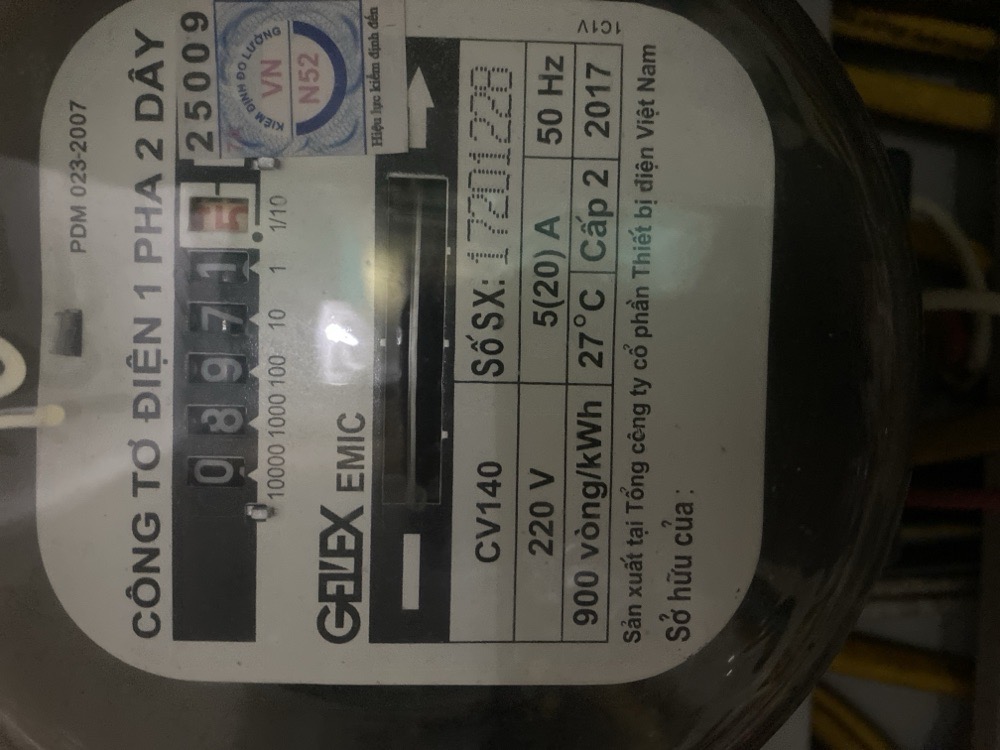 PDM 023-2007
CÔNG TƠ ĐIỆN 1 PHA 2 DÂY
0 8 9 7 1 5
25009
10000 1000 100 10 1 1/10
KIỂM ĐỊNH ĐO LƯỜNG
VN
N52
Hiệu lực kiểm định đến
GELEX EMIC
CV140 Số SX: 17201228
220 V 5(20) A 50 Hz
900 vòng/kWh 27°C Cấp 2 2017
1C1V
Sản xuất tại Tổng công ty cổ phần Thiết bị điện Việt Nam
Sở hữu của :